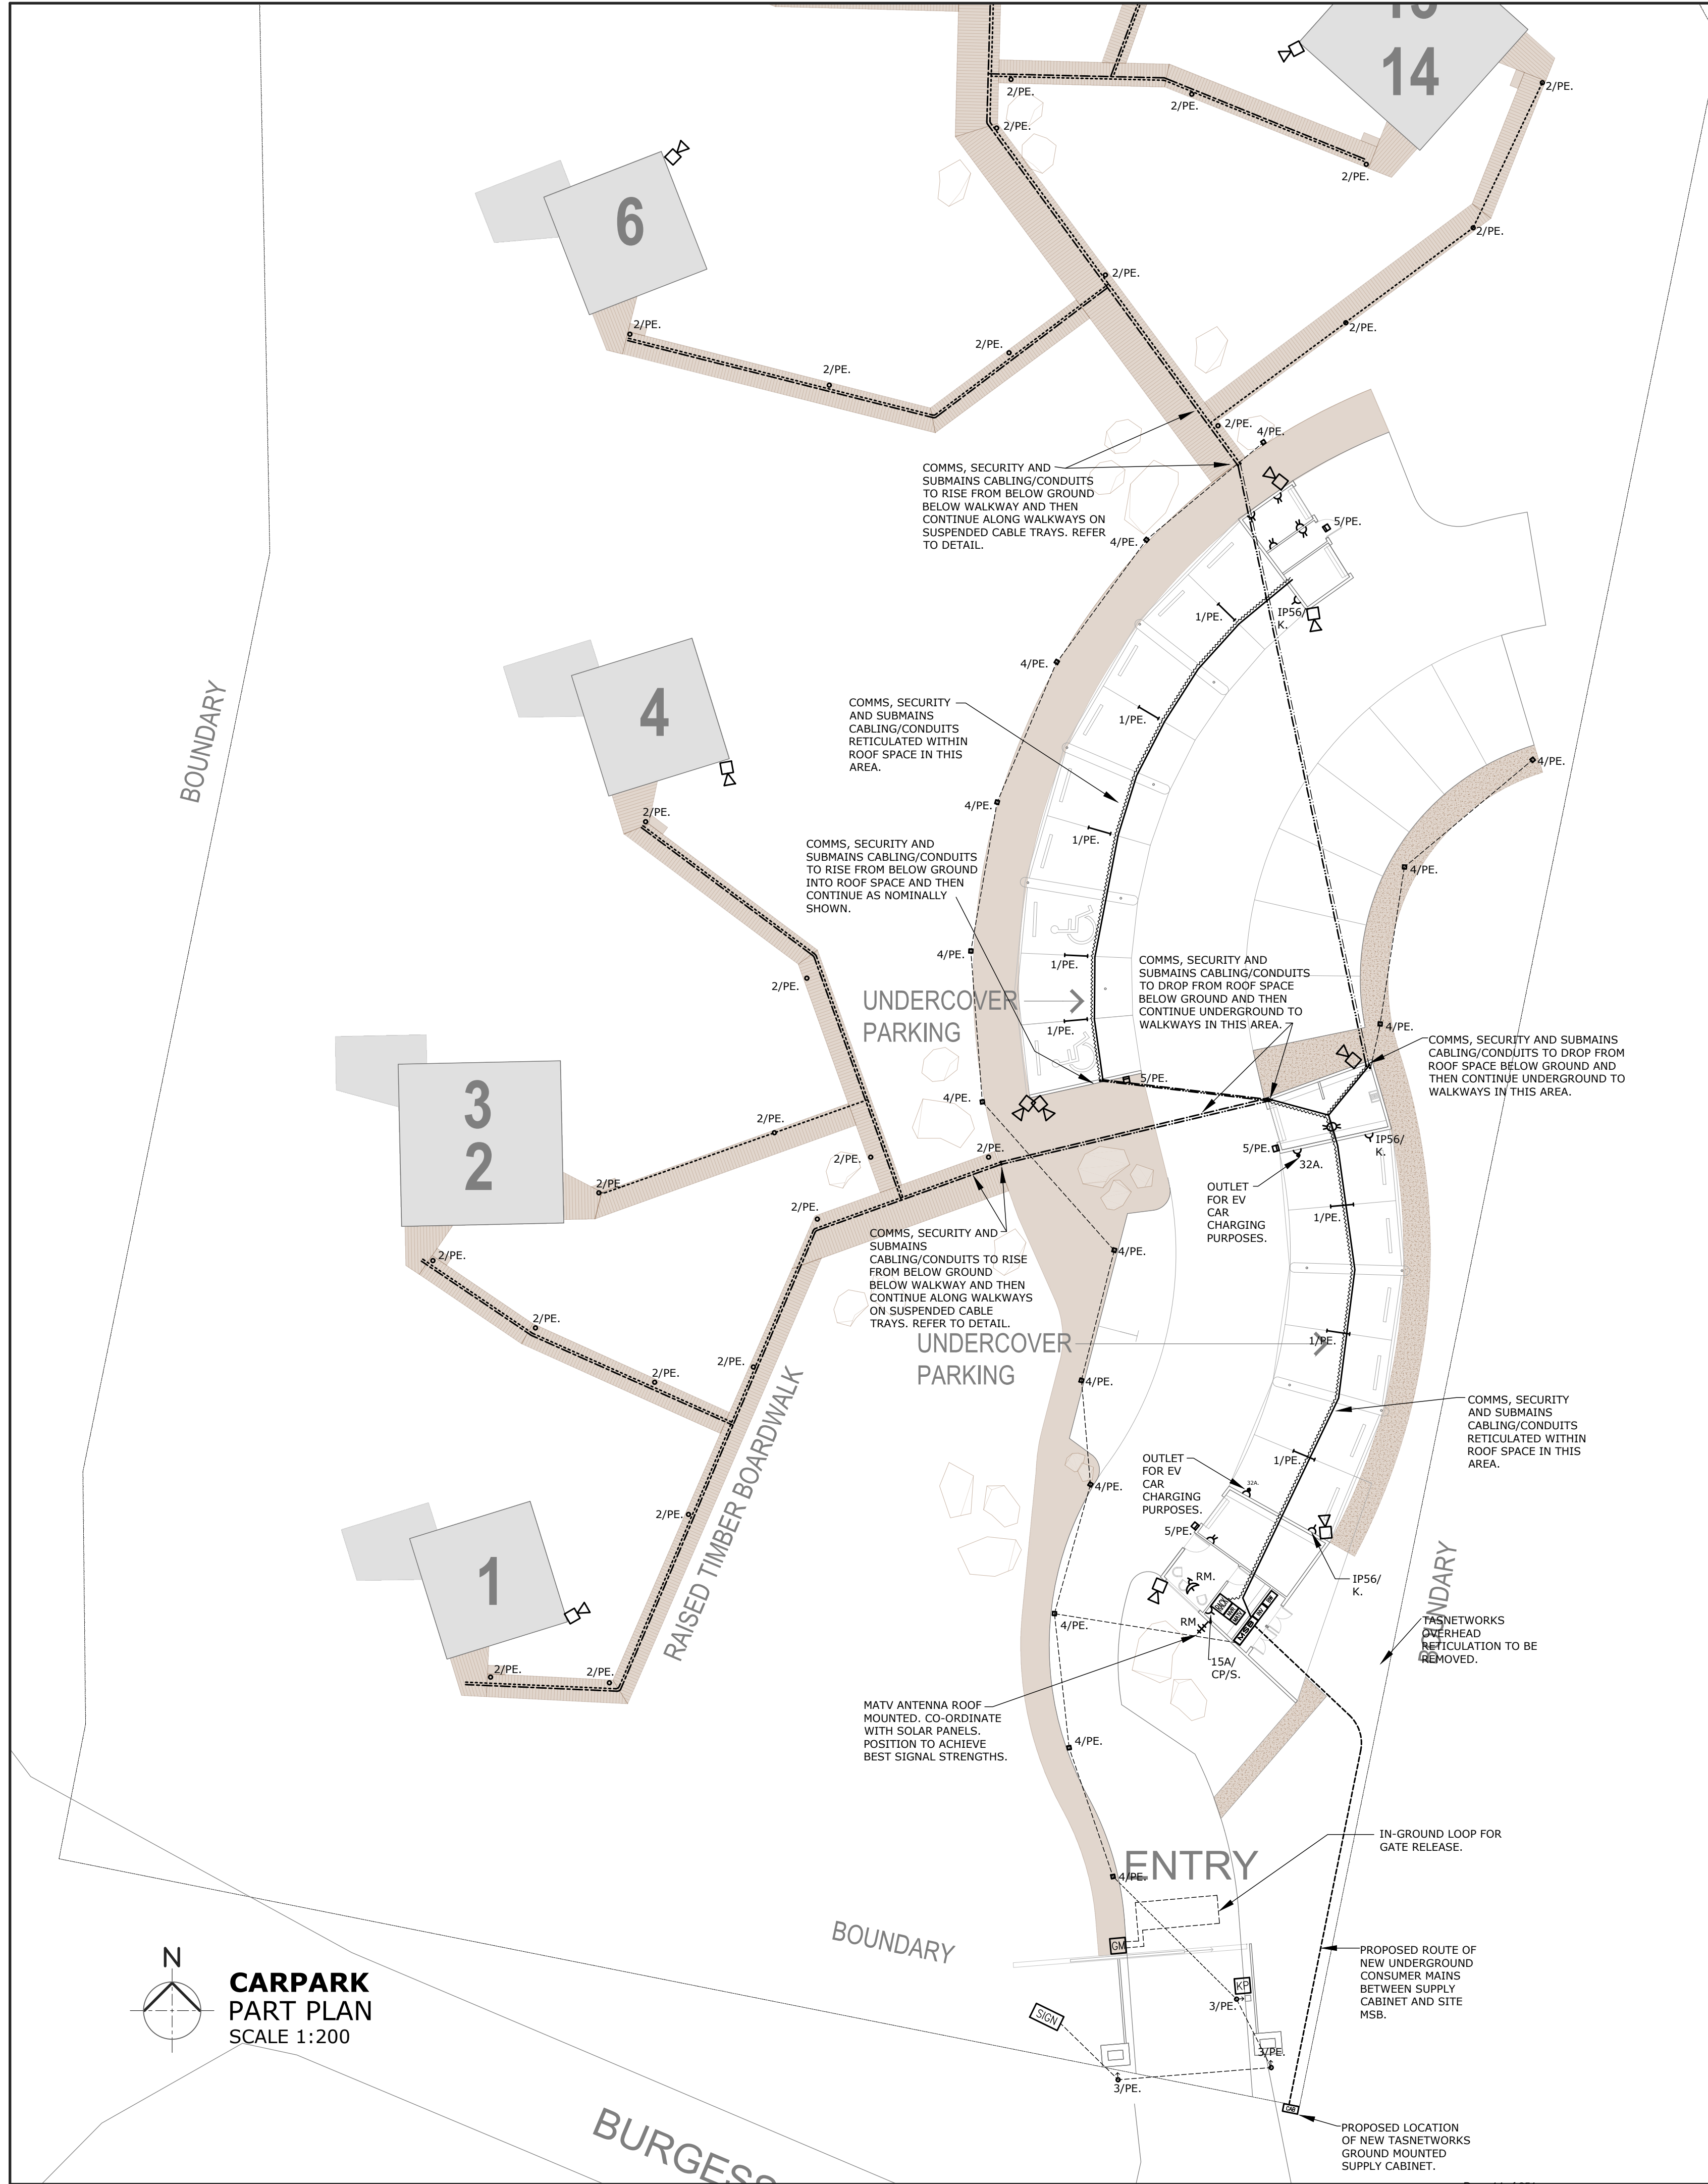 14
2/PE.
2/PE.
2/PE.
2/PE.
2/PE.
6
2/PE.
2/PE.
2/PE.
2/PE.
2/PE.
2/PE.
2/PE.
4/PE.
COMMS, SECURITY AND
SUBMAINS CABLING/CONDUITS
TO RISE FROM BELOW GROUND
BELOW WALKWAY AND THEN
CONTINUE ALONG WALKWAYS ON
SUSPENDED CABLE TRAYS. REFER
TO DETAIL.
5/PE.
4/PE.
1/PE.
IP56/
K.
4/PE.
BOUNDARY
4
COMMS, SECURITY
AND SUBMAINS
CABLING/CONDUITS
RETICULATED WITHIN
ROOF SPACE IN THIS
AREA.
1/PE.
4/PE.
4/PE.
2/PE.
1/PE.
COMMS, SECURITY AND
SUBMAINS CABLING/CONDUITS
TO RISE FROM BELOW GROUND
INTO ROOF SPACE AND THEN
CONTINUE AS NOMINALLY
SHOWN.
4/PE.
4/PE.
1/PE.
COMMS, SECURITY AND
SUBMAINS CABLING/CONDUITS
TO DROP FROM ROOF SPACE
BELOW GROUND AND THEN
CONTINUE UNDERGROUND TO
WALKWAYS IN THIS AREA.
2/PE.
UNDERCOVER
PARKING
1/PE.
4/PE.
COMMS, SECURITY AND SUBMAINS
CABLING/CONDUITS TO DROP FROM
ROOF SPACE BELOW GROUND AND
THEN CONTINUE UNDERGROUND TO
WALKWAYS IN THIS AREA.
5/PE.
4/PE.
3
2
2/PE.
2/PE.
2/PE.
2/PE.
5/PE.
32A.
IP56/
K.
OUTLET
FOR EV
CAR
CHARGING
PURPOSES.
2/PE.
1/PE.
COMMS, SECURITY AND
SUBMAINS
CABLING/CONDUITS TO RISE
FROM BELOW GROUND
BELOW WALKWAY AND THEN
CONTINUE ALONG WALKWAYS
ON SUSPENDED CABLE
TRAYS. REFER TO DETAIL.
4/PE.
2/PE.
2/PE.
2/PE.
2/PE.
UNDERCOVER
PARKING
1/PE.
4/PE.
RAISED TIMBER BOARDWALK
COMMS, SECURITY
AND SUBMAINS
CABLING/CONDUITS
RETICULATED WITHIN
ROOF SPACE IN THIS
AREA.
1/PE.
OUTLET
FOR EV
CAR
CHARGING
PURPOSES.
32A.
4/PE.
2/PE.
5/PE.
1
RM.
IP56/
K.
BOUNDARY
4/PE.
RM.
RACK
MSB
15A/
CP/S.
TASNETWORKS
OVERHEAD
RETICULATION TO BE
REMOVED.
2/PE.
2/PE.
MATV ANTENNA ROOF
MOUNTED. CO-ORDINATE
WITH SOLAR PANELS.
POSITION TO ACHIEVE
BEST SIGNAL STRENGTHS.
4/PE.
IN-GROUND LOOP FOR
GATE RELEASE.
ENTRY
4/PE.
BOUNDARY
GM
N
CARPARK
PART PLAN
SCALE 1:200
PROPOSED ROUTE OF
NEW UNDERGROUND
CONSUMER MAINS
BETWEEN SUPPLY
CABINET AND SITE
MSB.
KP
3/PE.
SIGN
3/PE.
3/PE.
CAB
PROPOSED LOCATION
OF NEW TASNETWORKS
GROUND MOUNTED
SUPPLY CABINET.
BURGESS